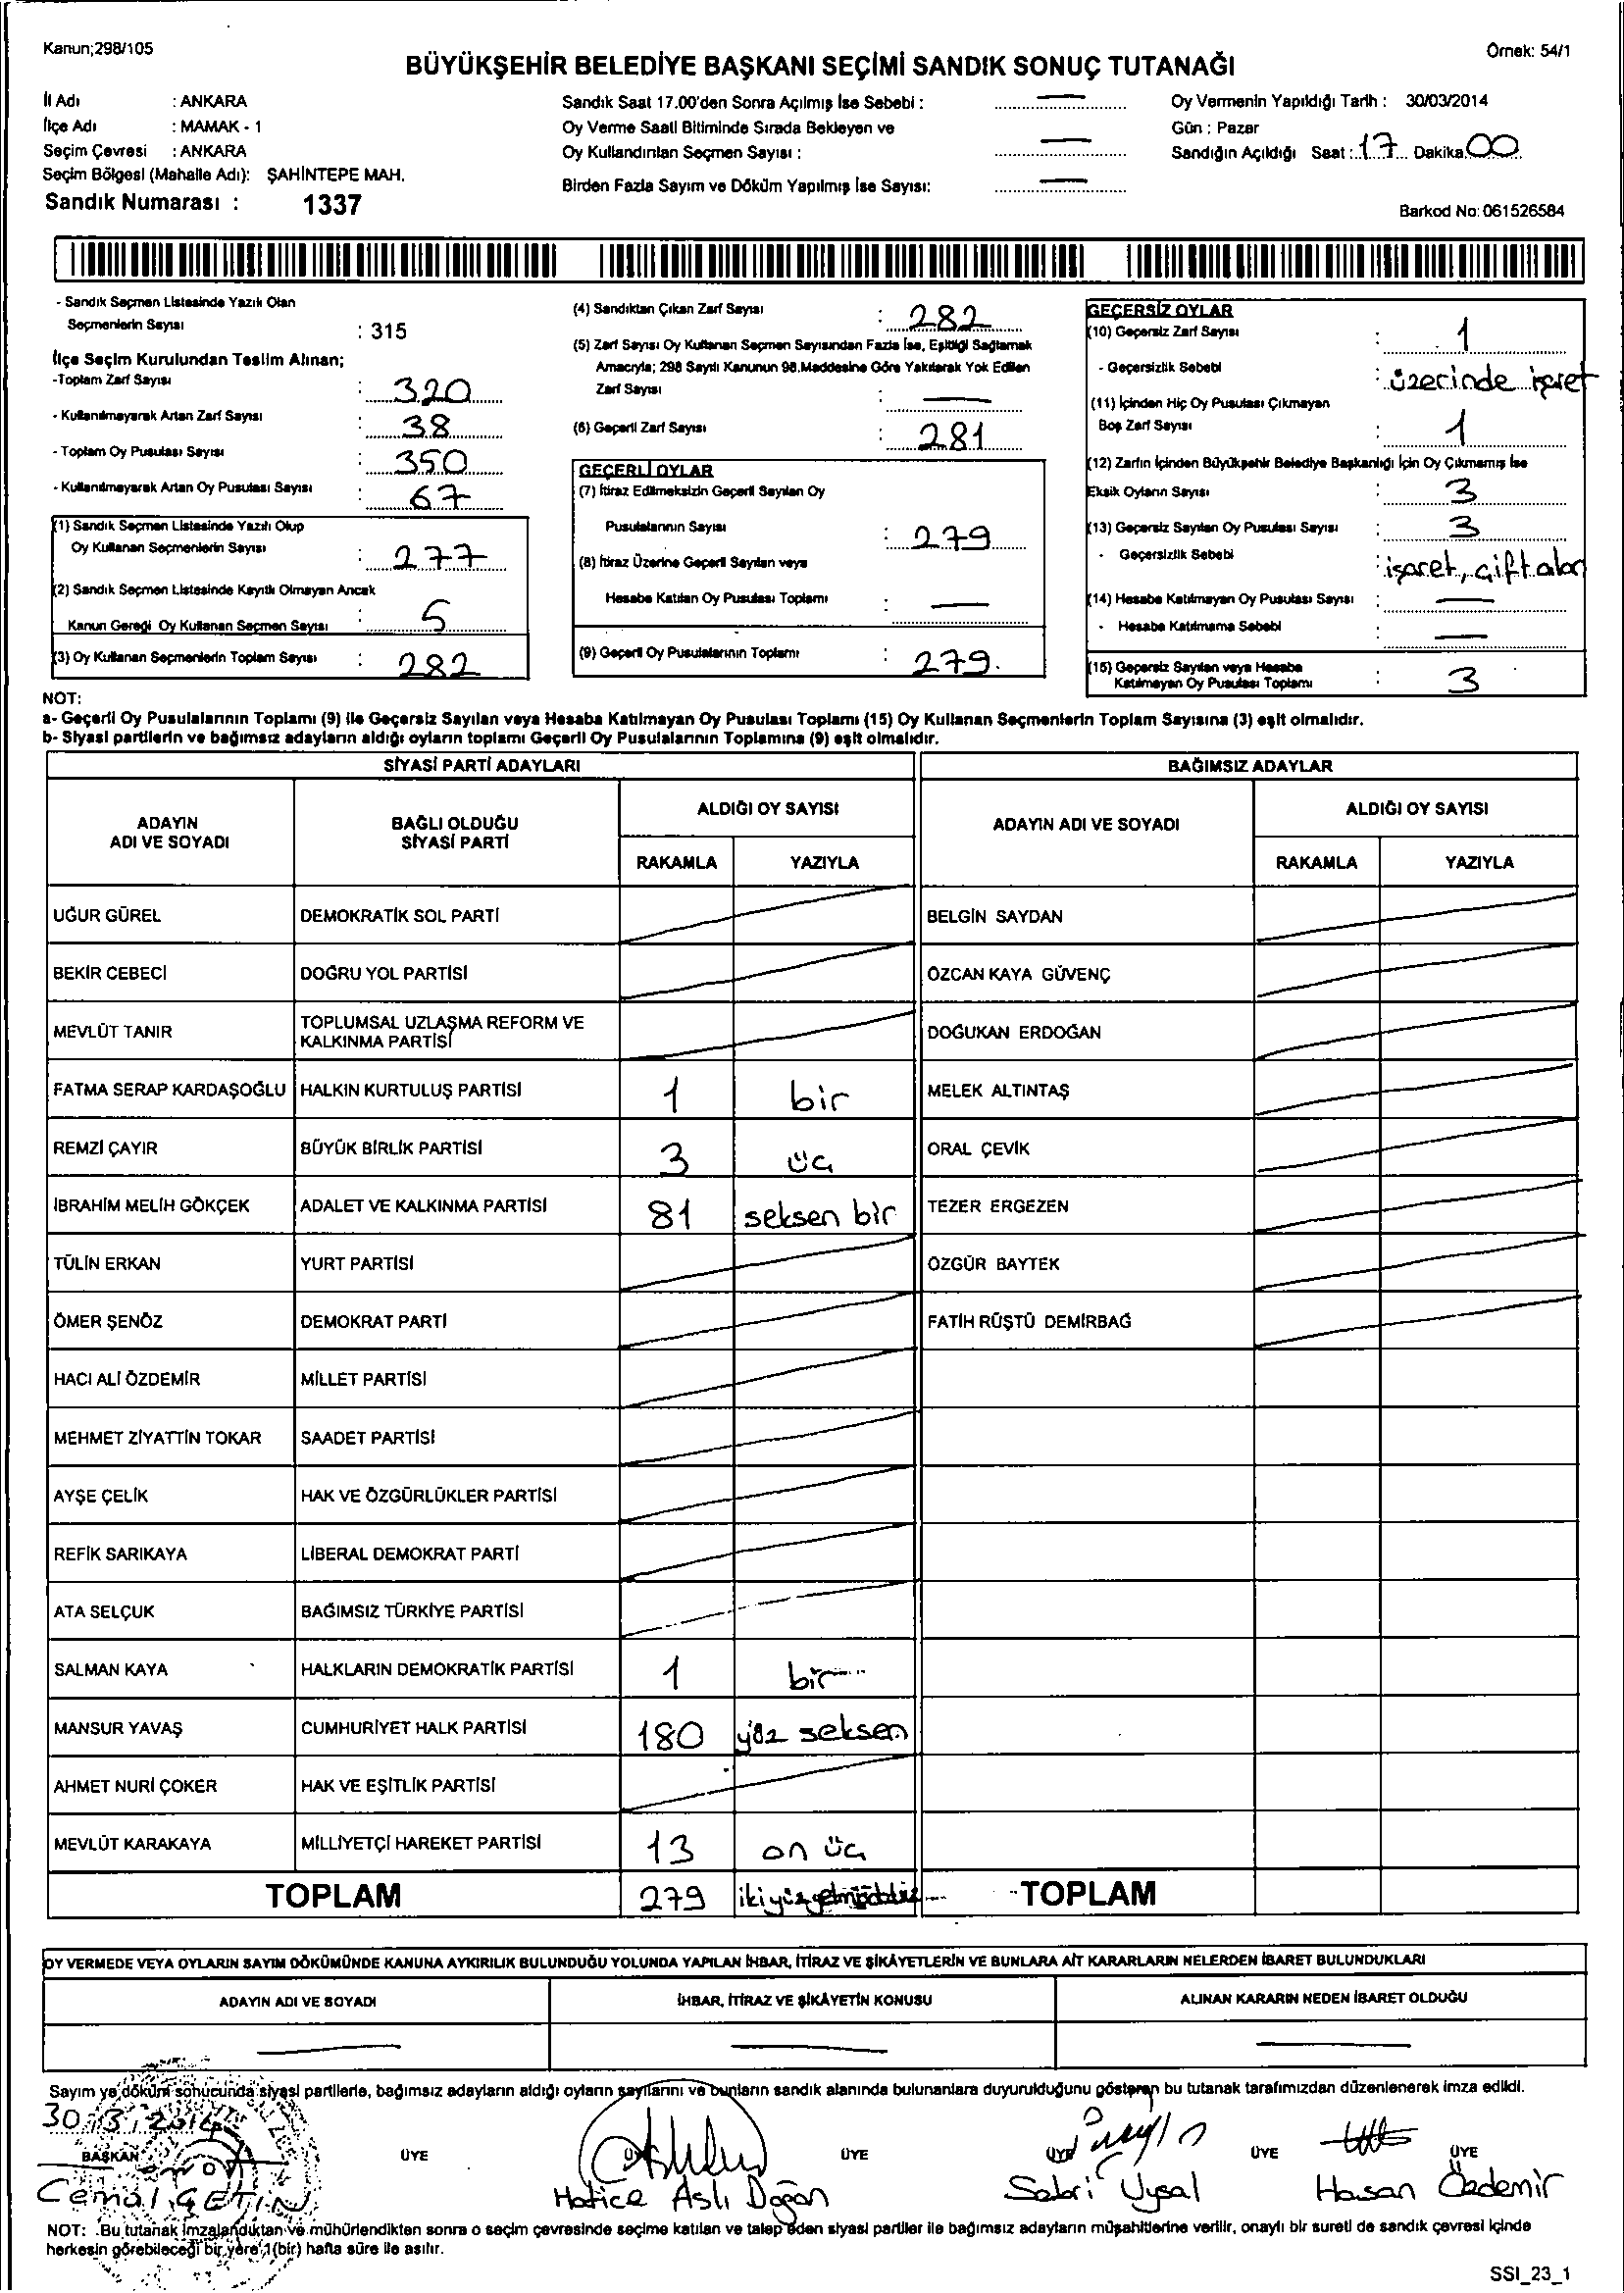 Kanun;298/105
Örnek: 54/1
BÜYÜKŞEHİR BELEDİYE BAŞKANI SEÇİMİ SANDIK SONUÇ TUTANAĞI
İl Adı : ANKARA
İlçe Adı : MAMAK - 1
Seçim Çevresi : ANKARA
Seçim Bölgesi (Mahalle Adı): ŞAHİNTEPE MAH.
Sandık Numarası : 1337
Sandık Saat 17.00'den Sonra Açılmış İse Sebebi : —
Oy Verme Saati Bitiminde Sırada Bekleyen ve
Oy Kullandırılan Seçmen Sayısı : —
Birden Fazla Sayım ve Döküm Yapılmış İse Sayısı: —
Oy Vermenin Yapıldığı Tarih : 30/03/2014
Gün : Pazar
Sandığın Açıldığı Saat : 17 Dakika 00
Barkod No: 061526584
- Sandık Seçmen Listesinde Yazılı Olan
Seçmenlerin Sayısı : 315
İlçe Seçim Kurulundan Teslim Alınan;
-Toplam Zarf Sayısı : 320
- Kullanılmayarak Artan Zarf Sayısı : 38
- Toplam Oy Pusulası Sayısı : 350
- Kullanılmayarak Artan Oy Pusulası Sayısı : 67
(1) Sandık Seçmen Listesinde Yazılı Olup
Oy Kullanan Seçmenlerin Sayısı : 277
(2) Sandık Seçmen Listesinde Kayıtlı Olmayan Ancak
Kanun Gereği Oy Kullanan Seçmen Sayısı : 5
(3) Oy Kullanan Seçmenlerin Toplam Sayısı : 282
(4) Sandıktan Çıkan Zarf Sayısı : 282
(5) Zarf Sayısı Oy Kullanan Seçmen Sayısından Fazla İse, Eşitliği Sağlamak
Amacıyla; 298 Sayılı Kanunun 98.Maddesine Göre Yakılarak Yok Edilen
Zarf Sayısı : —
(6) Geçerli Zarf Sayısı : 281
GEÇERLİ OYLAR
(7) İtiraz Edilmeksizin Geçerli Sayılan Oy
Pusulalarının Sayısı : 279
(8) İtiraz Üzerine Geçerli Sayılan veya
Hesaba Katılan Oy Pusulası Toplamı : —
(9) Geçerli Oy Pusulalarının Toplamı : 279.
GEÇERSİZ OYLAR
(10) Geçersiz Zarf Sayısı : 1
- Geçersizlik Sebebi : üzerinde işaret
(11) İçinden Hiç Oy Pusulası Çıkmayan
Boş Zarf Sayısı : 1
(12) Zarfın İçinden Büyükşehir Belediye Başkanlığı İçin Oy Çıkmamış İse
Eksik Oyların Sayısı : 3
(13) Geçersiz Sayılan Oy Pusulası Sayısı : 3
- Geçersizlik Sebebi : işaret, çift alan
(14) Hesaba Katılmayan Oy Pusulası Sayısı : —
- Hesaba Katılmama Sebebi : —
(15) Geçersiz Sayılan veya Hesaba
Katılmayan Oy Pusulası Toplamı : 3
NOT:
a- Geçerli Oy Pusulalarının Toplamı (9) ile Geçersiz Sayılan veya Hesaba Katılmayan Oy Pusulası Toplamı (15) Oy Kullanan Seçmenlerin Toplam Sayısına (3) eşit olmalıdır.
b- Siyasi partilerin ve bağımsız adayların aldığı oyların toplamı Geçerli Oy Pusulalarının Toplamına (9) eşit olmalıdır.
SİYASİ PARTİ ADAYLARI BAĞIMSIZ ADAYLAR
ADAYIN ADI VE SOYADI BAĞLI OLDUĞU SİYASİ PARTİ ALDIĞI OY SAYISI ADAYIN ADI VE SOYADI ALDIĞI OY SAYISI
RAKAMLA YAZIYLA RAKAMLA YAZIYLA
UĞUR GÜREL DEMOKRATİK SOL PARTİ BELGİN SAYDAN
BEKİR CEBECİ DOĞRU YOL PARTİSİ ÖZCAN KAYA GÜVENÇ
MEVLÜT TANIR TOPLUMSAL UZLAŞMA REFORM VE KALKINMA PARTİSİ DOĞUKAN ERDOĞAN
FATMA SERAP KARDAŞOĞLU HALKIN KURTULUŞ PARTİSİ 1 bir MELEK ALTINTAŞ
REMZİ ÇAYIR BÜYÜK BİRLİK PARTİSİ 3 üç ORAL ÇEVİK
İBRAHİM MELİH GÖKÇEK ADALET VE KALKINMA PARTİSİ 81 seksen bir TEZER ERGEZEN
TÜLİN ERKAN YURT PARTİSİ ÖZGÜR BAYTEK
ÖMER ŞENÖZ DEMOKRAT PARTİ FATİH RÜŞTÜ DEMİRBAĞ
HACI ALİ ÖZDEMİR MİLLET PARTİSİ
MEHMET ZİYATTİN TOKAR SAADET PARTİSİ
AYŞE ÇELİK HAK VE ÖZGÜRLÜKLER PARTİSİ
REFİK SARIKAYA LİBERAL DEMOKRAT PARTİ
ATA SELÇUK BAĞIMSIZ TÜRKİYE PARTİSİ
SALMAN KAYA HALKLARIN DEMOKRATİK PARTİSİ 1 bir
MANSUR YAVAŞ CUMHURİYET HALK PARTİSİ 180 yüz seksen
AHMET NURİ ÇOKER HAK VE EŞİTLİK PARTİSİ
MEVLÜT KARAKAYA MİLLİYETÇİ HAREKET PARTİSİ 13 on üç
TOPLAM 279 ikiyüz TOPLAM
OY VERMEDE VEYA OYLARIN SAYIM DÖKÜMÜNDE KANUNA AYKIRILIK BULUNDUĞU YOLUNDA YAPILAN İHBAR, İTİRAZ VE ŞİKÂYETLERİN VE BUNLARA AİT KARARLARIN NELERDEN İBARET BULUNDUKLARI
ADAYIN ADI VE SOYADI İHBAR, İTİRAZ VE ŞİKÂYETİN KONUSU ALINAN KARARIN NEDEN İBARET OLDUĞU
— — —
Sayım ve döküm sonucunda siyasi partilerle, bağımsız adayların aldığı oyların sayılarını ve bunların sandık alanında bulunanlara duyurulduğunu gösteren bu tutanak tarafımızdan düzenlenerek imza edildi.
30/3/2014
BAŞKAN ÜYE ÜYE ÜYE ÜYE ÜYE
Cemal ÇETİN Hatice Aslı Doğan Sabri Uysal Hasan Özdemir
NOT: Bu tutanak imzalandıktan ve mühürlendikten sonra o seçim çevresinde seçime katılan ve talep eden siyasi partiler ile bağımsız adayların müşahitlerine verilir, onaylı bir sureti de sandık çevresi içinde
herkesin görebileceği bir yere 1(bir) hafta süre ile asılır.
SSI_23_1